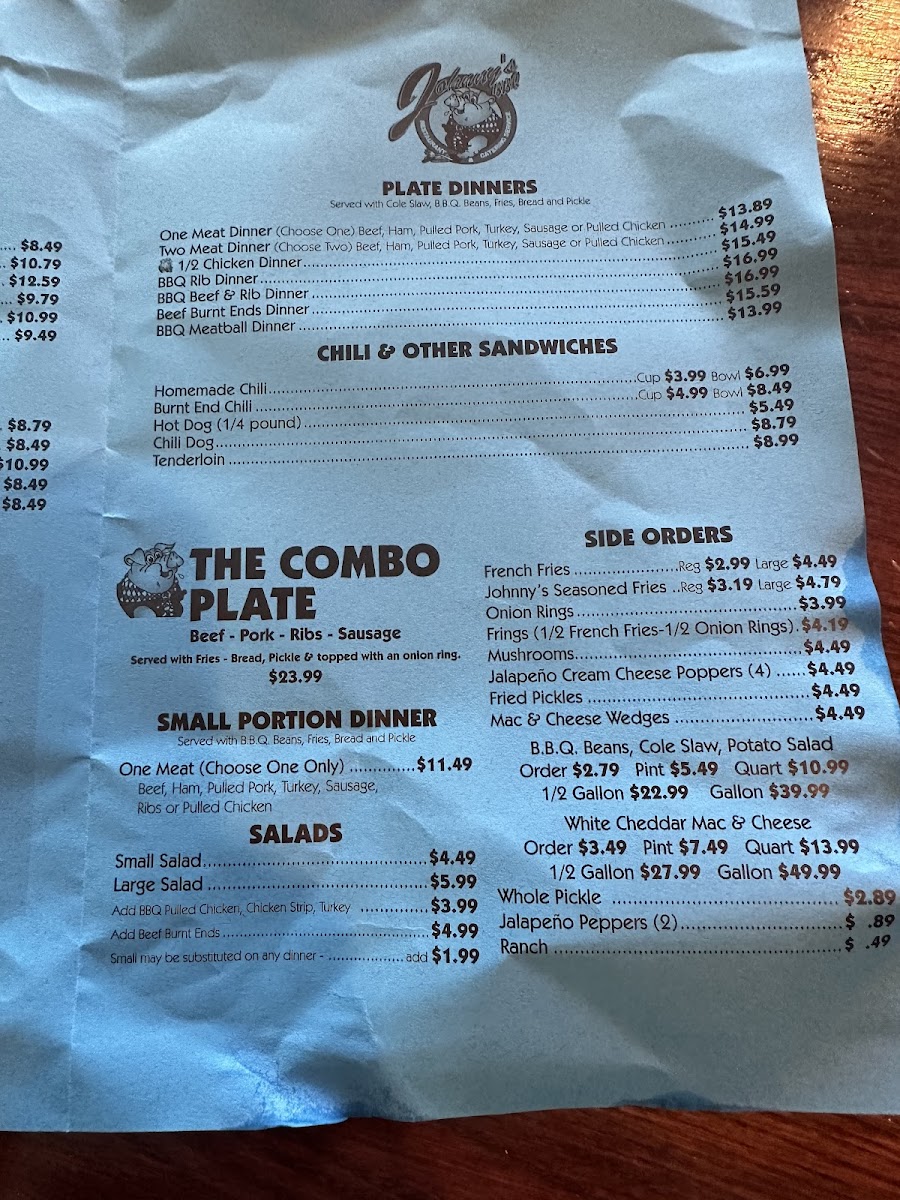 $8.49
$10.79
$12.59
$9.79
$10.99
$9.49
$8.79
$8.49
$10.99
$8.49
$8.49
Johnny's
PLATE DINNERS
Served with Cole Slaw, B.B.Q. Beans, Fries, Bread and Pickle
One Meat Dinner (Choose One) Beef, Ham, Pulled Pork, Turkey, Sausage or Pulled Chicken ........ $13.89
Two Meat Dinner (Choose Two) Beef, Ham, Pulled Pork, Turkey, Sausage or Pulled Chicken ........ $14.99
1/2 Chicken Dinner ........ $15.49
BBQ Rib Dinner ........ $16.99
BBQ Beef & Rib Dinner ........ $16.99
Beef Burnt Ends Dinner ........ $15.59
BBQ Meatball Dinner ........ $13.99
CHILI & OTHER SANDWICHES
Homemade Chili ........ Cup $3.99 Bowl $6.99
Burnt End Chili ........ Cup $4.99 Bowl $8.49
Hot Dog (1/4 pound) ........ $5.49
Chili Dog ........ $8.79
Tenderloin ........ $8.99
THE COMBO
PLATE
Beef - Pork - Ribs - Sausage
Served with Fries - Bread, Pickle & topped with an onion ring.
$23.99
SMALL PORTION DINNER
Served with B.B.Q. Beans, Fries, Bread and Pickle
One Meat (Choose One Only) ........ $11.49
Beef, Ham, Pulled Pork, Turkey, Sausage,
Ribs or Pulled Chicken
SALADS
Small Salad ........ $4.49
Large Salad ........ $5.99
Add BBQ Pulled Chicken, Chicken Strip, Turkey ........ $3.99
Add Beef Burnt Ends ........ $4.99
Small may be substituted on any dinner - ........ add $1.99
SIDE ORDERS
French Fries ........ Reg $2.99 Large $4.49
Johnny's Seasoned Fries ..Reg $3.19 Large $4.79
Onion Rings ........ $3.99
Frings (1/2 French Fries-1/2 Onion Rings). $4.19
Mushrooms ........ $4.49
Jalapeño Cream Cheese Poppers (4) ...... $4.49
Fried Pickles ........ $4.49
Mac & Cheese Wedges ........ $4.49
B.B.Q. Beans, Cole Slaw, Potato Salad
Order $2.79 Pint $5.49 Quart $10.99
1/2 Gallon $22.99 Gallon $39.99
White Cheddar Mac & Cheese
Order $3.49 Pint $7.49 Quart $13.99
1/2 Gallon $27.99 Gallon $49.99
Whole Pickle ........ $2.89
Jalapeño Peppers (2) ........ $ .89
Ranch ........ $ .49